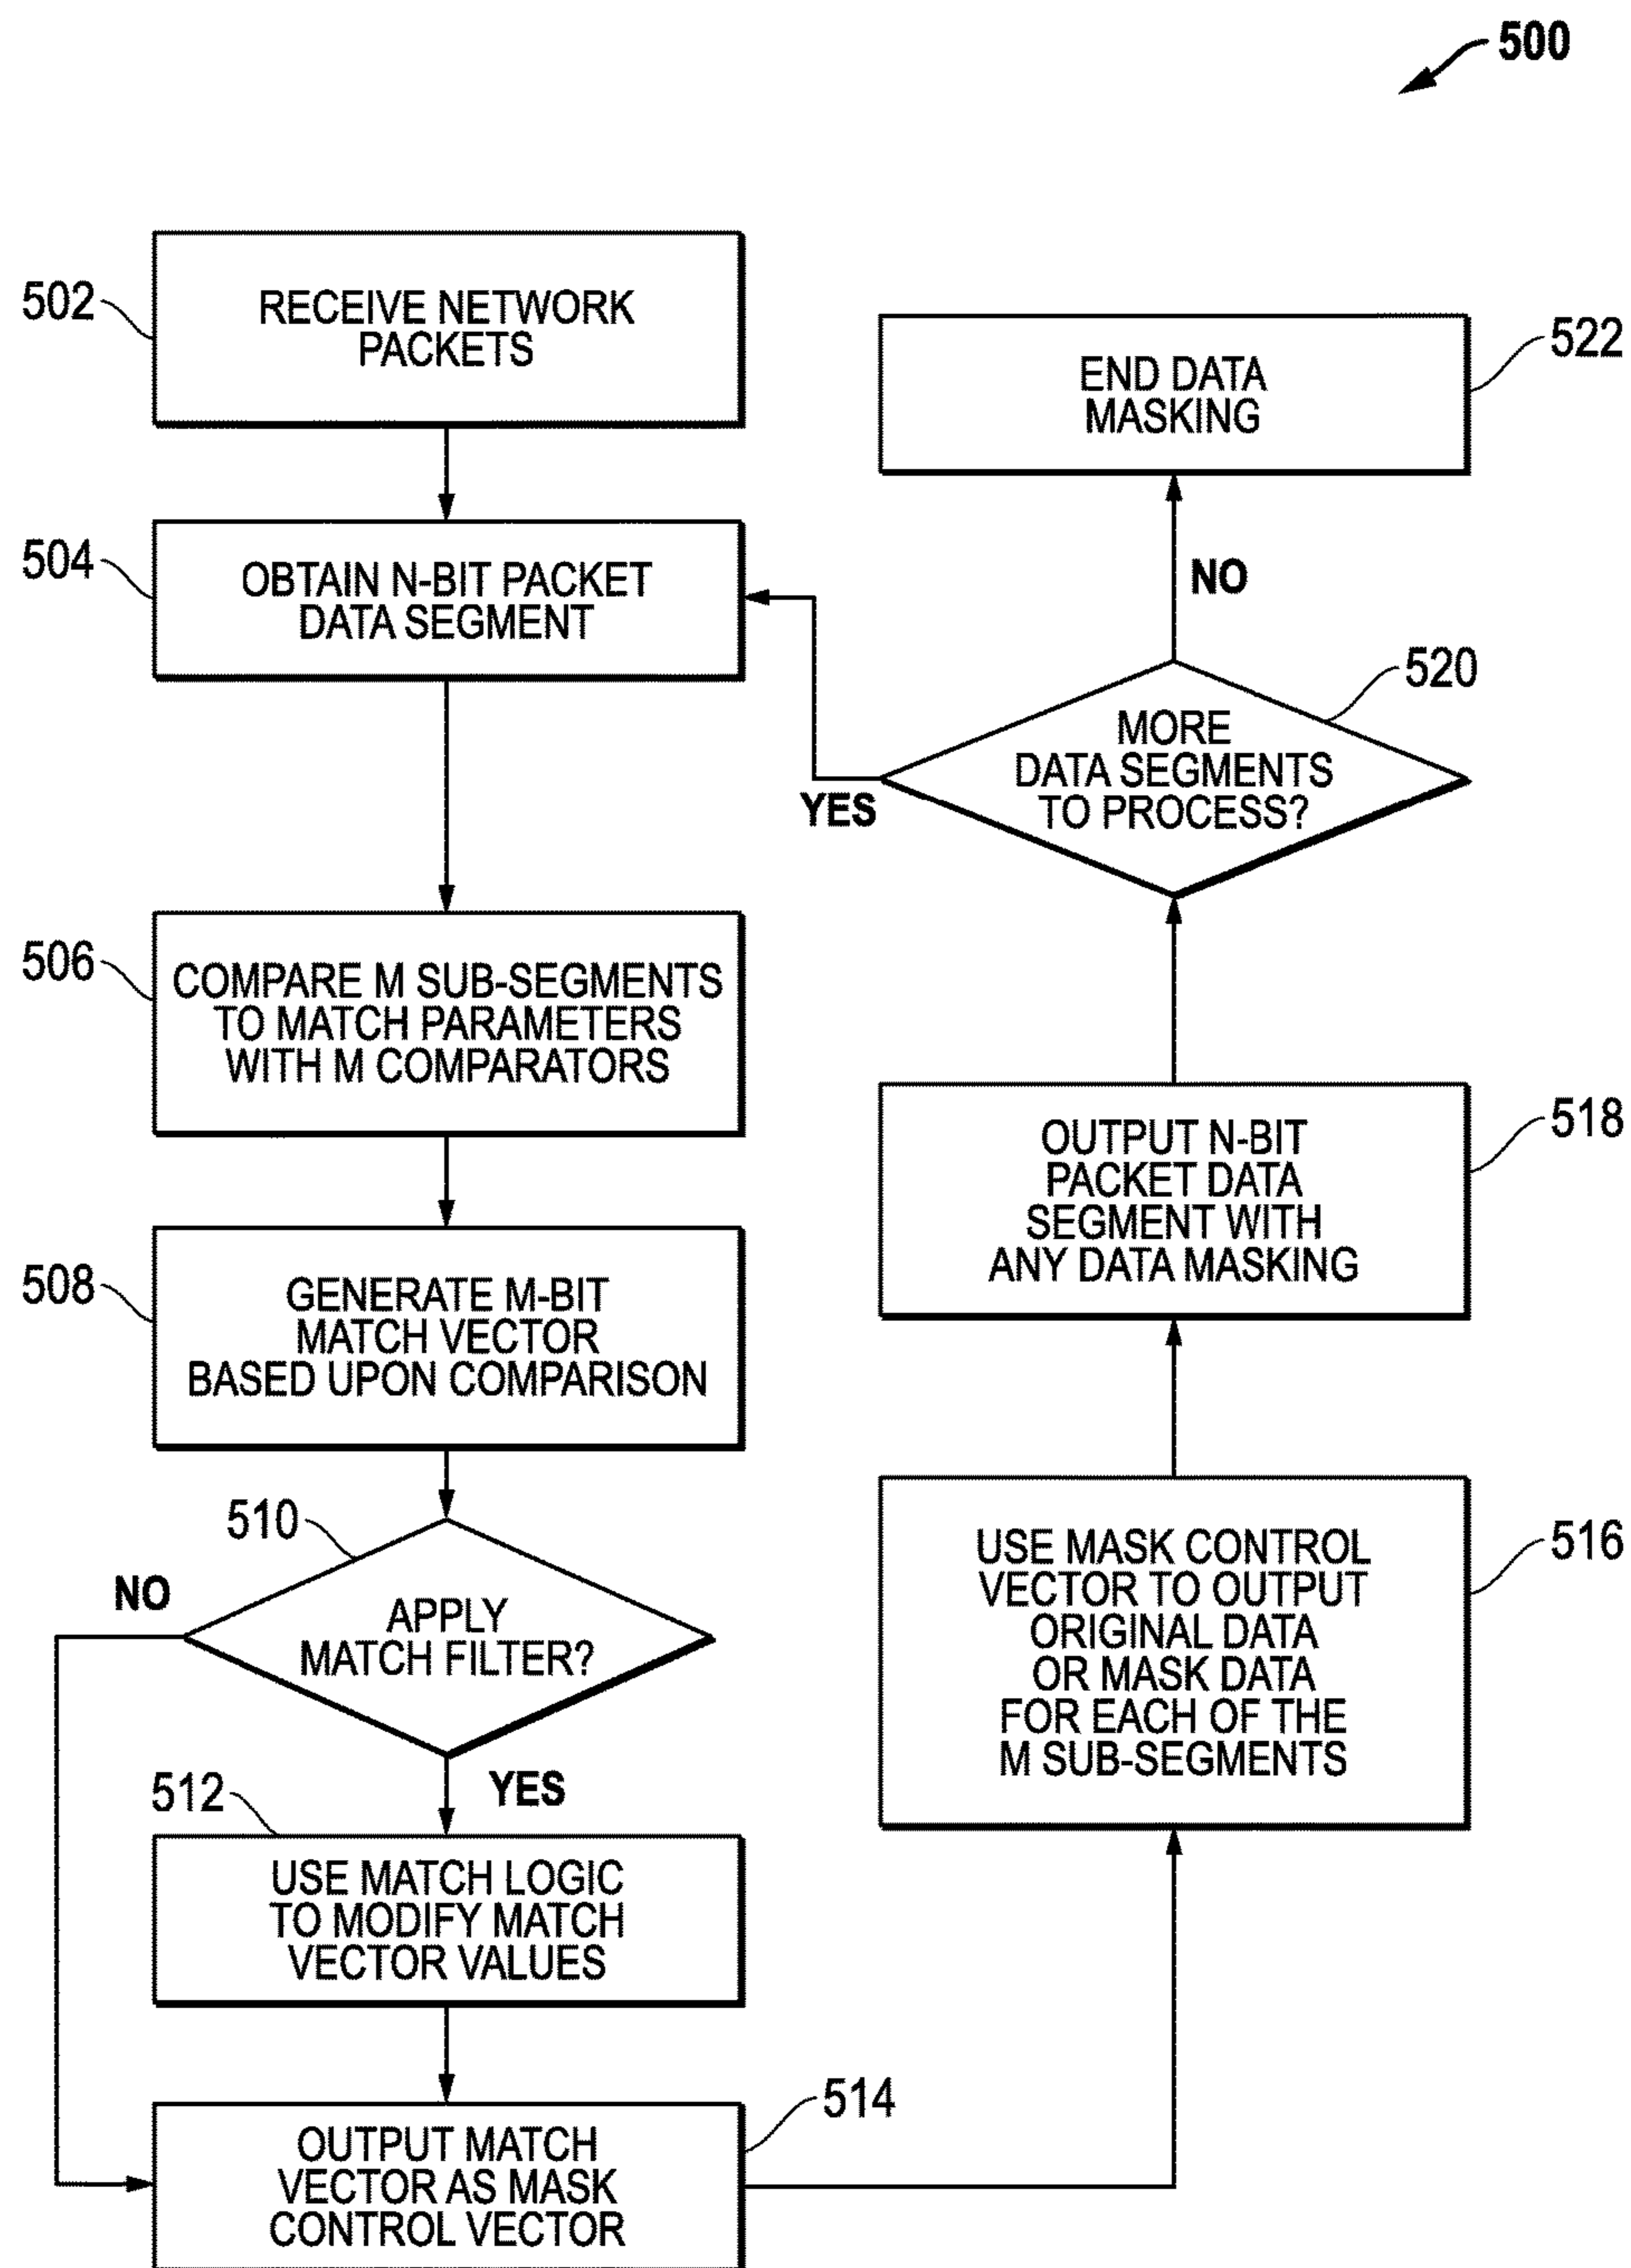 500
502
RECEIVE NETWORK
PACKETS
504
OBTAIN N-BIT PACKET
DATA SEGMENT
506
COMPARE M SUB-SEGMENTS
TO MATCH PARAMETERS
WITH M COMPARATORS
508
GENERATE M-BIT
MATCH VECTOR
BASED UPON COMPARISON
510
NO
APPLY
MATCH FILTER?
YES
512
USE MATCH LOGIC
TO MODIFY MATCH
VECTOR VALUES
514
OUTPUT MATCH
VECTOR AS MASK
CONTROL VECTOR
516
USE MASK CONTROL
VECTOR TO OUTPUT
ORIGINAL DATA
OR MASK DATA
FOR EACH OF THE
M SUB-SEGMENTS
518
OUTPUT N-BIT
PACKET DATA
SEGMENT WITH
ANY DATA MASKING
520
MORE
DATA SEGMENTS
TO PROCESS?
YES
NO
522
END DATA
MASKING